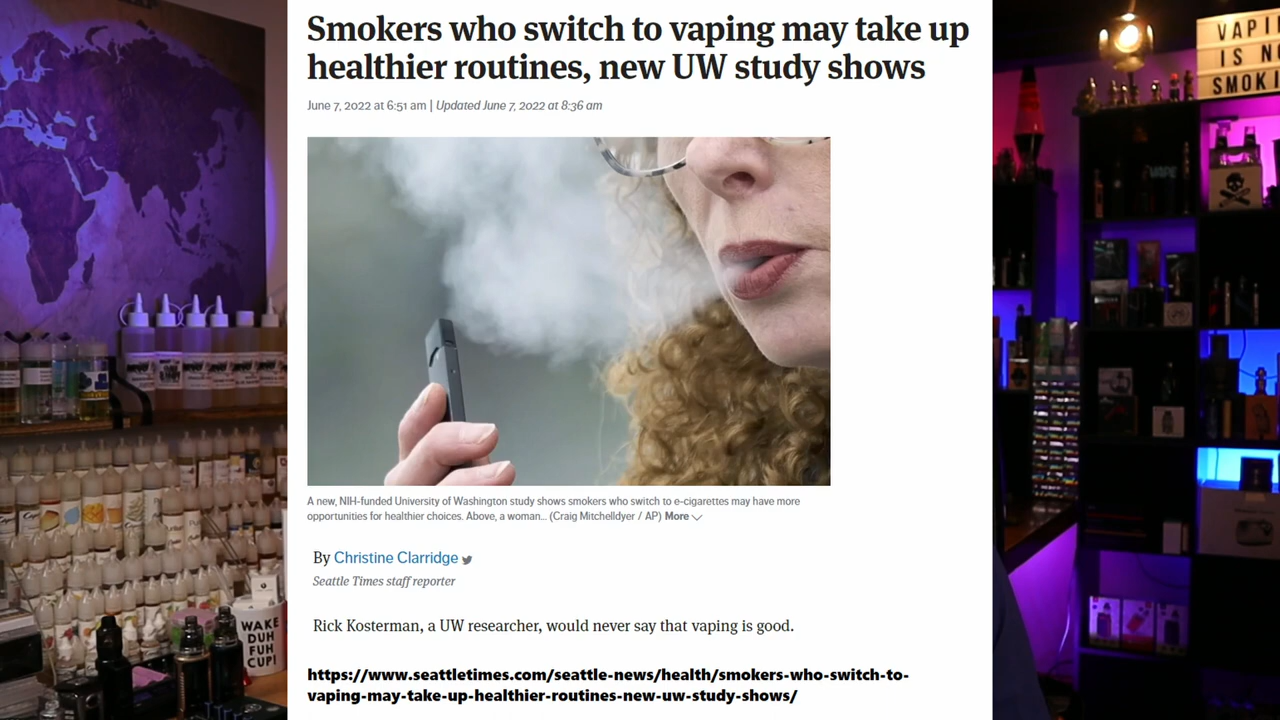 Smokers who switch to vaping may take up
healthier routines, new UW study shows
June 7, 2022 at 6:51 am | Updated June 7, 2022 at 8:36 am
A new, NIH-funded University of Washington study shows smokers who switch to e-cigarettes may have more
opportunities for healthier choices. Above, a woman... (Craig Mitchelldyer / AP) More
By Christine Clarridge
Seattle Times staff reporter
Rick Kosterman, a UW researcher, would never say that vaping is good.
https://www.seattletimes.com/seattle-news/health/smokers-who-switch-to-
vaping-may-take-up-healthier-routines-new-uw-study-shows/
WAKE
DUH
FUH
CUP!
VAPI
IS NO
SMOKI
VAPE